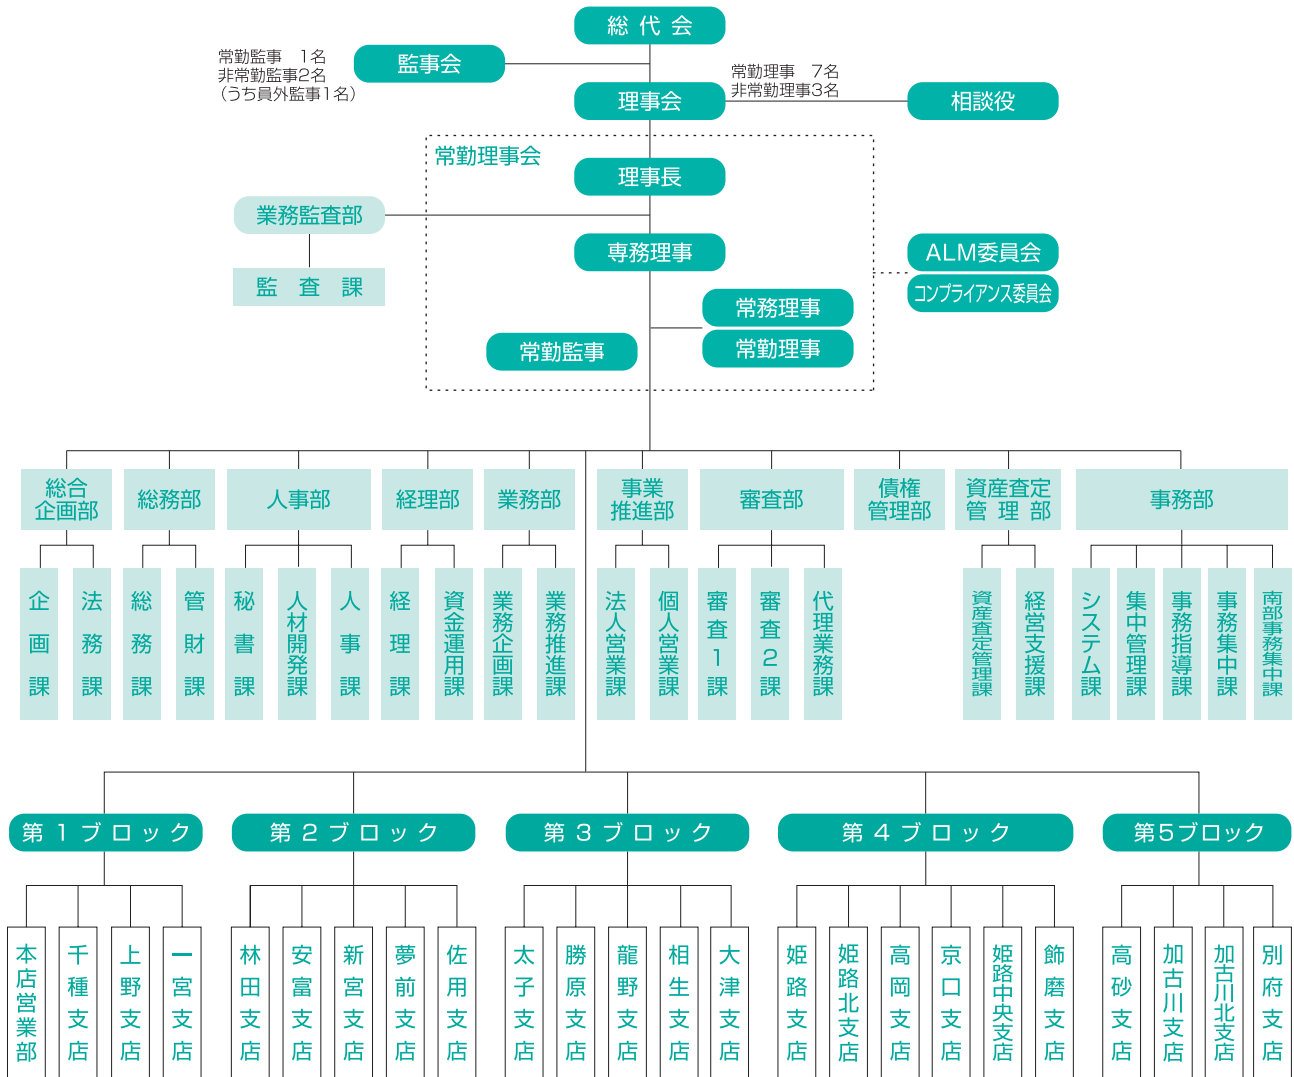 総代会
常勤監事　1名
非常勤監事2名
(うち員外監事1名)
監事会
理事会
常勤理事　7名
非常勤理事3名
相談役
常勤理事会
理事長
業務監査部
監査課
専務理事
ALM委員会
コンプライアンス委員会
常務理事
常勤理事
常勤監事
総合
企画部
総務部
人事部
経理部
業務部
事業
推進部
審査部
債権
管理部
資産査定
管理部
事務部
企画課
法務課
総務課
管財課
秘書課
人材開発課
人事課
経理課
資金運用課
業務企画課
業務推進課
法人営業課
個人営業課
審査1課
審査2課
代理業務課
資産査定管理課
経営支援課
システム課
集中管理課
事務指導課
事務集中課
南部事務集中課
第1ブロック
第2ブロック
第3ブロック
第4ブロック
第5ブロック
本店営業部
千種支店
上野支店
一宮支店
林田支店
安富支店
新宮支店
夢前支店
佐用支店
太子支店
勝原支店
龍野支店
相生支店
大津支店
姫路支店
姫路北支店
高岡支店
京口支店
姫路中央支店
飾磨支店
高砂支店
加古川支店
加古川北支店
別府支店